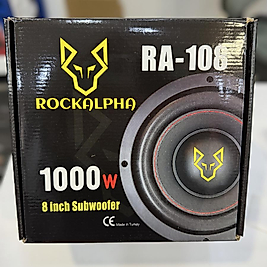 RA-108
ROCKALPHA
1000W
8 inch Subwoofer
CE Made in Turkey